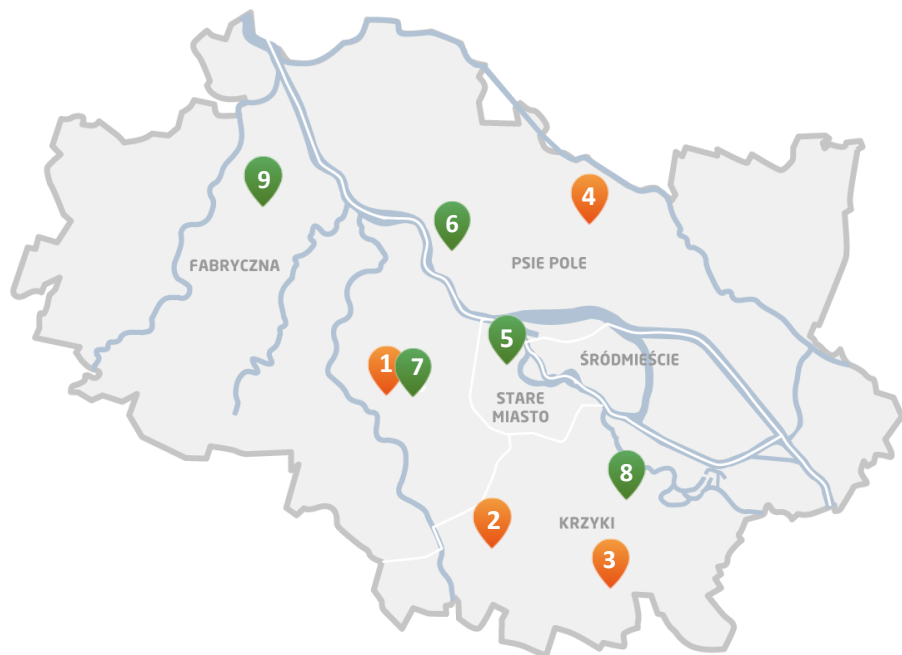 9
4
6
PSIE POLE
FABRYCZNA
5
ŚRÓDMIEŚCIE
1
7
STARE
MIASTO
8
2
KRZYKI
3